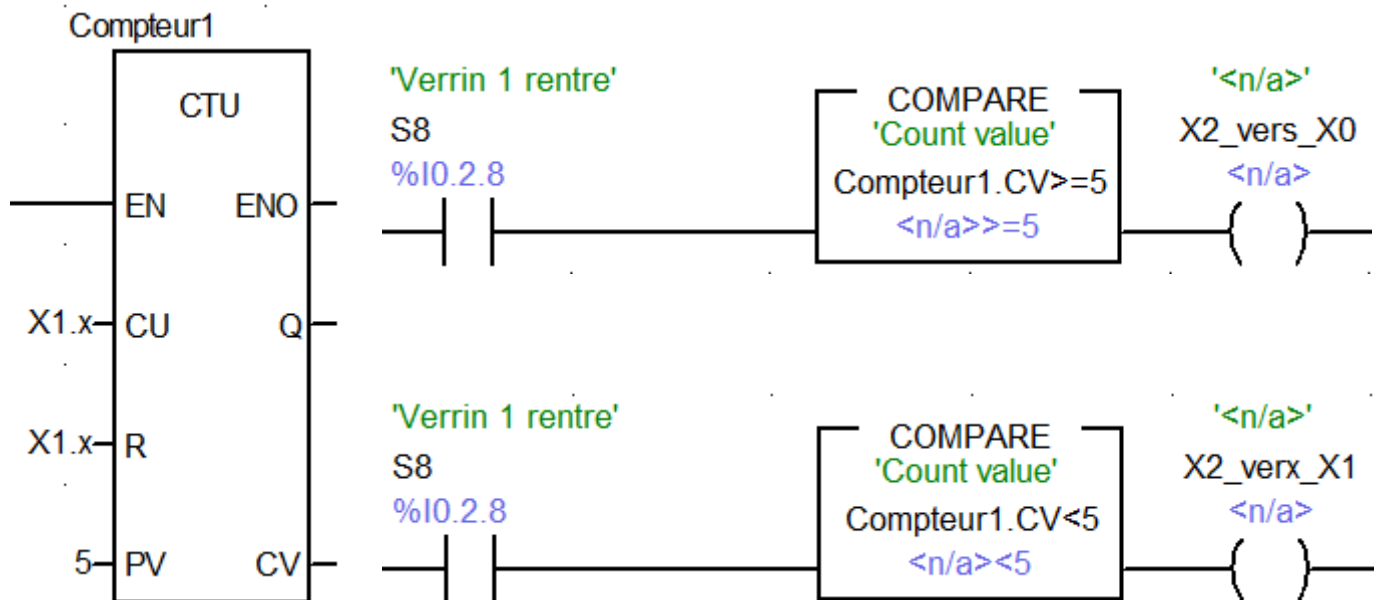 Compteur1
CTU
EN ENO
X1.x CU Q
X1.x R
5 PV CV
'Verrin 1 rentre'
S8
%I0.2.8
COMPARE
'Count value'
Compteur1.CV>=5
<n/a>>=5
'<n/a>'
X2_vers_X0
<n/a>
'Verrin 1 rentre'
S8
%I0.2.8
COMPARE
'Count value'
Compteur1.CV<5
<n/a><5
'<n/a>'
X2_verx_X1
<n/a>